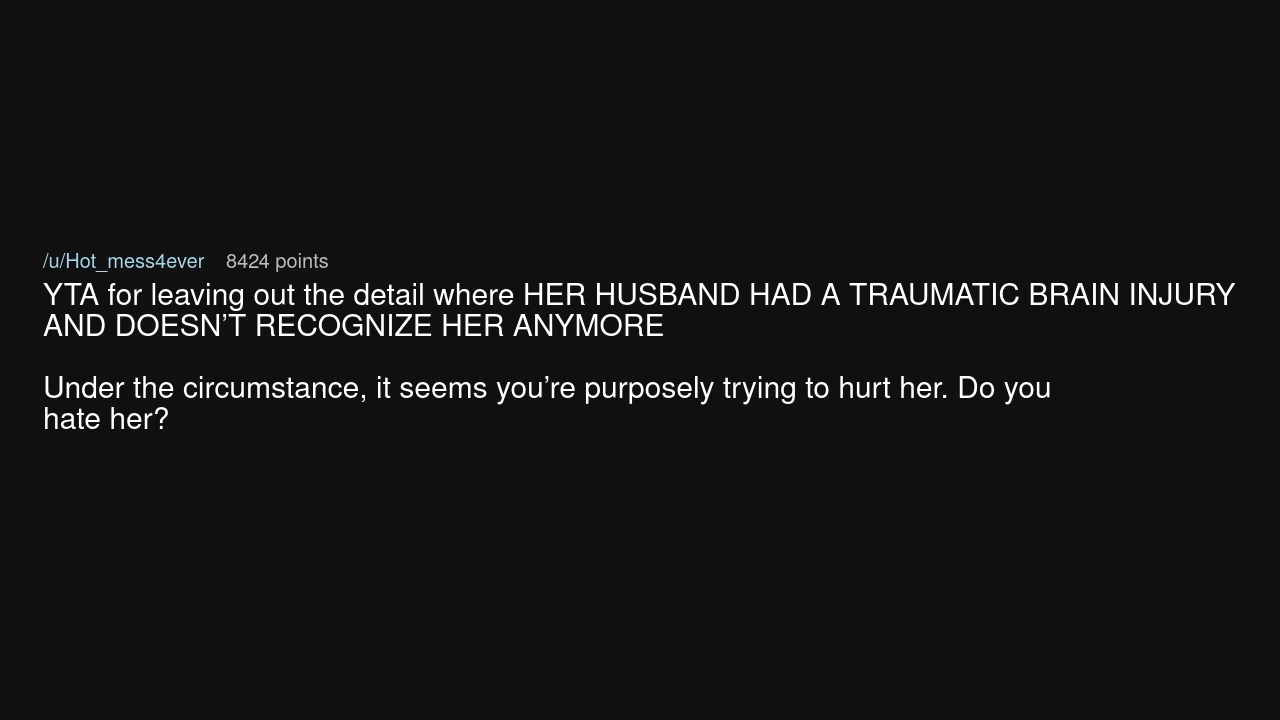 /u/Hot_mess4ever 8424 points
YTA for leaving out the detail where HER HUSBAND HAD A TRAUMATIC BRAIN INJURY
AND DOESN’T RECOGNIZE HER ANYMORE
Under the circumstance, it seems you’re purposely trying to hurt her. Do you
hate her?